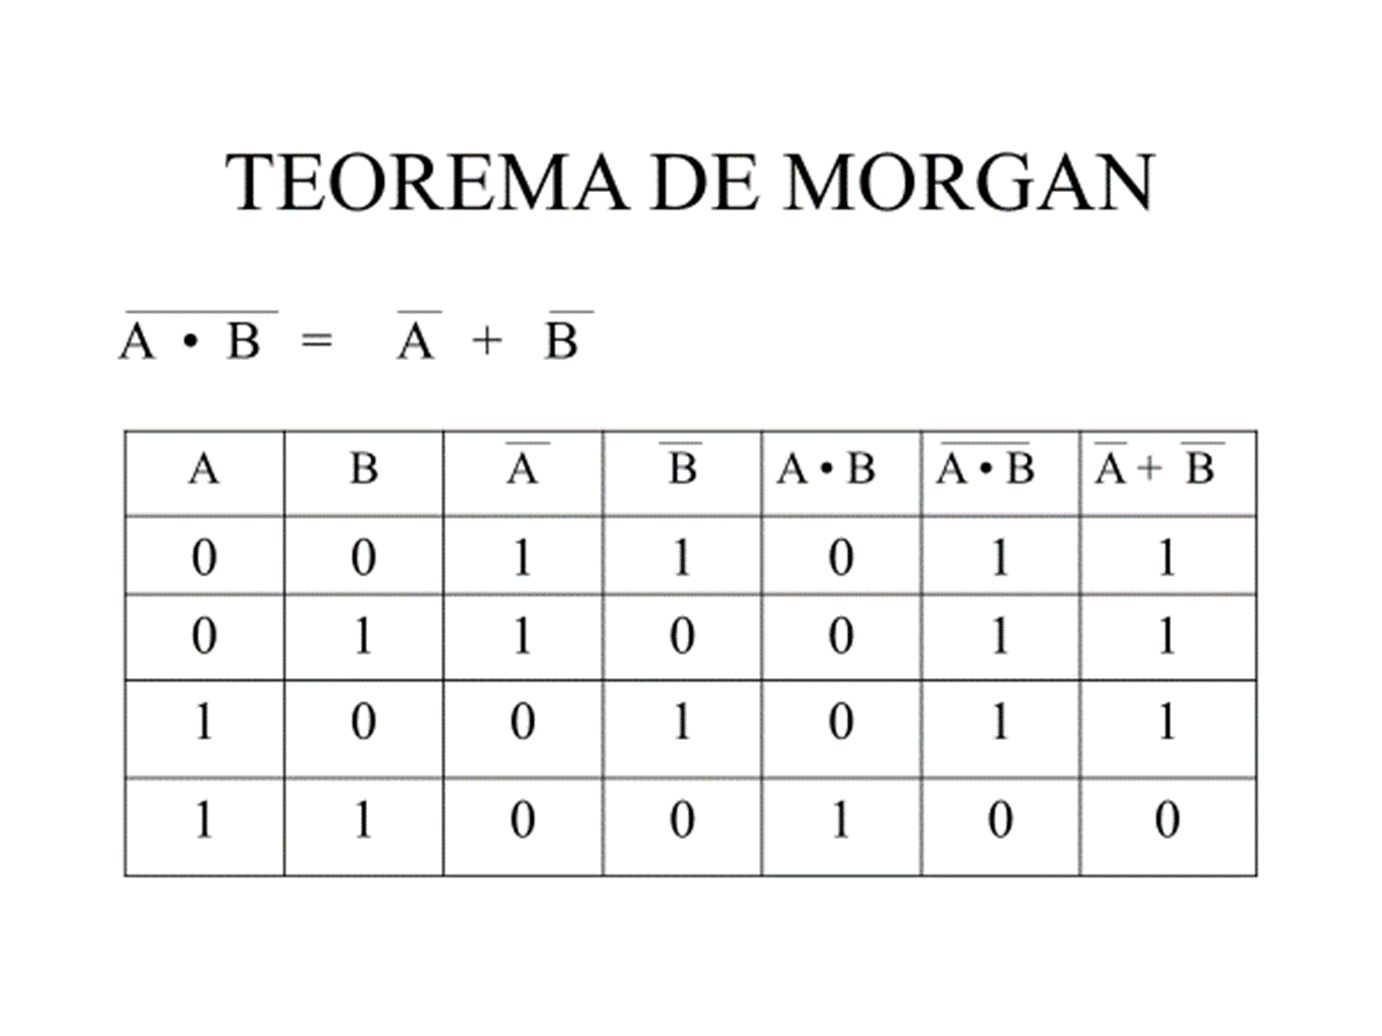 TEOREMA DE MORGAN
A̅ ̅•̅ ̅B̅ = A̅ + B̅
A B A̅ B̅ A • B A̅ ̅•̅ ̅B̅ A̅ + B̅
0 0 1 1 0 1 1
0 1 1 0 0 1 1
1 0 0 1 0 1 1
1 1 0 0 1 0 0